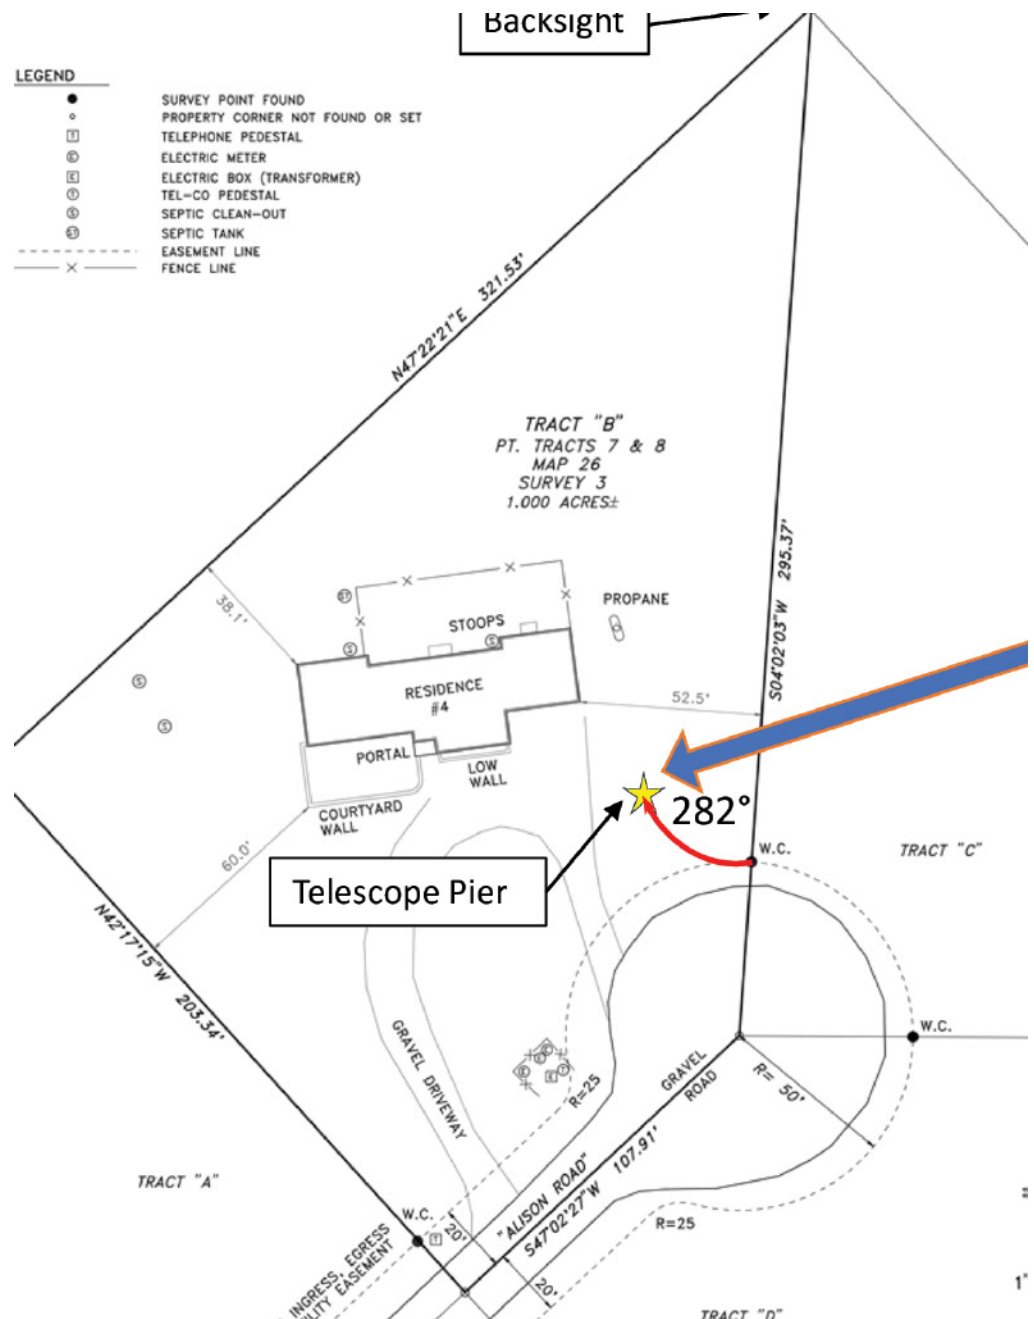 Backsight
LEGEND
SURVEY POINT FOUND
PROPERTY CORNER NOT FOUND OR SET
T TELEPHONE PEDESTAL
E ELECTRIC METER
E ELECTRIC BOX (TRANSFORMER)
T TEL-CO PEDESTAL
S SEPTIC CLEAN-OUT
ST SEPTIC TANK
EASEMENT LINE
FENCE LINE
N47°22'21"E 321.53'
TRACT "B"
PT. TRACTS 7 & 8
MAP 26
SURVEY 3
1.000 ACRES±
S04°02'03"W 295.37'
38.1'
ST
STOOPS
S
S
PROPANE
S
RESIDENCE
#4
52.5'
S
PORTAL
LOW
WALL
COURTYARD
WALL
282°
W.C.
TRACT "C"
60.0'
Telescope Pier
N42°17'15"W 203.34'
W.C.
GRAVEL DRIVEWAY
GRAVEL
ROAD
R= 50'
R=25
"ALISON ROAD"
S47°02'27"W 107.91'
TRACT "A"
W.C.
T
20'
R=25
INGRESS, EGRESS
ILITY EASEMENT
20'
1"
TRACT "D"